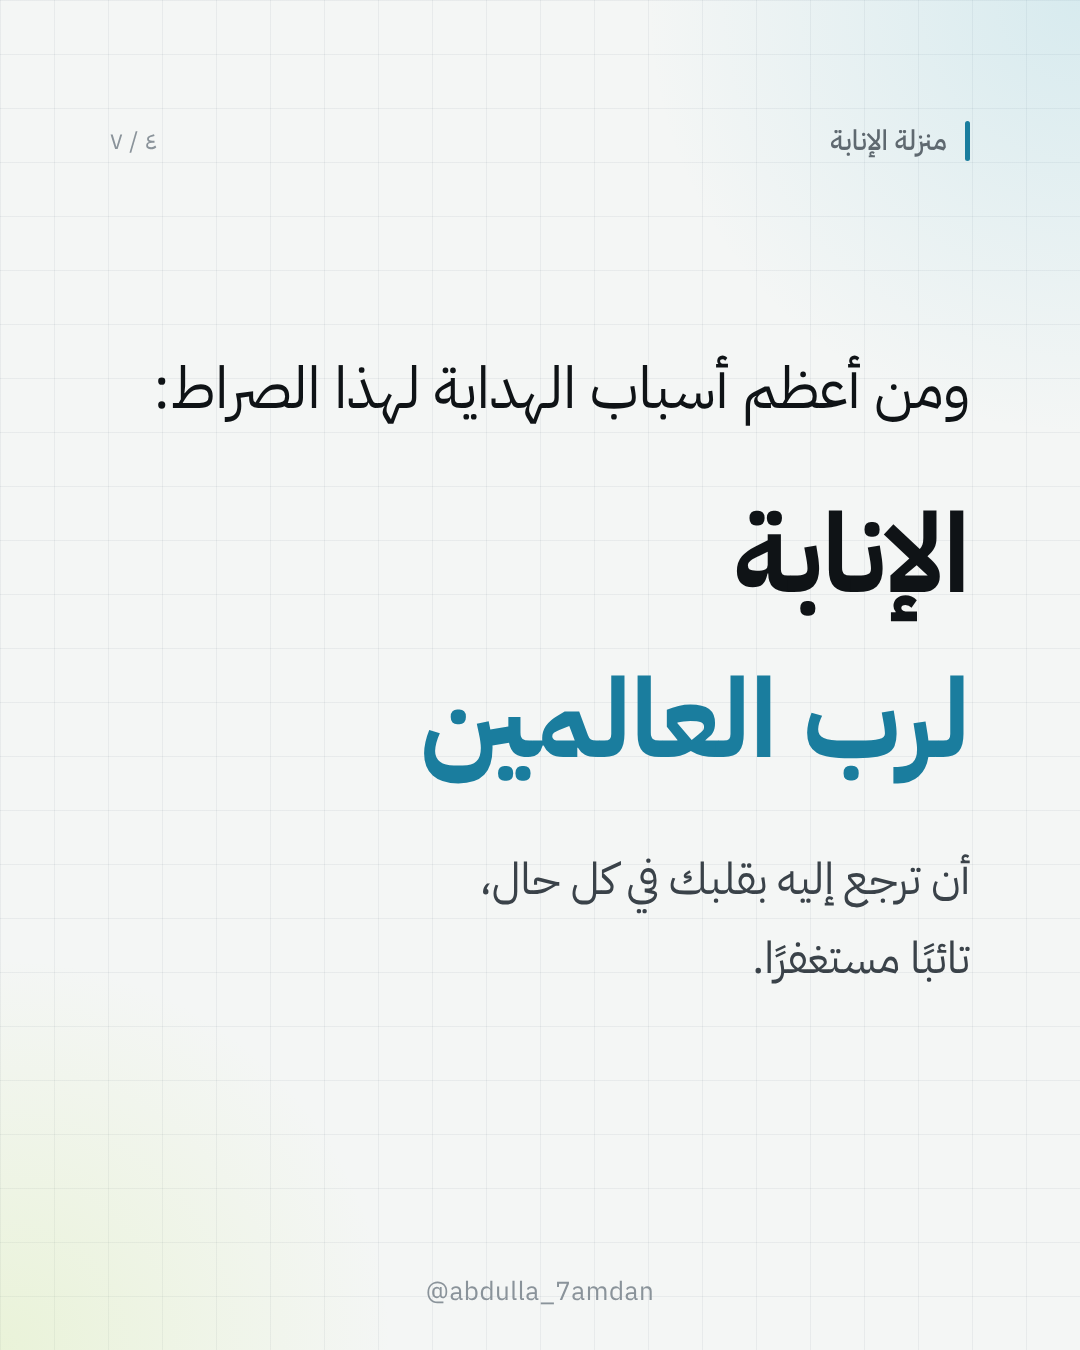 منزلة الإنابة
٤ / ٧
ومن أعظم أسباب الهداية لهذا الصراط:
الإنابة
لرب العالمين
أن ترجع إليه بقلبك في كل حال،
تائبًا مستغفرًا.
@abdulla_7amdan